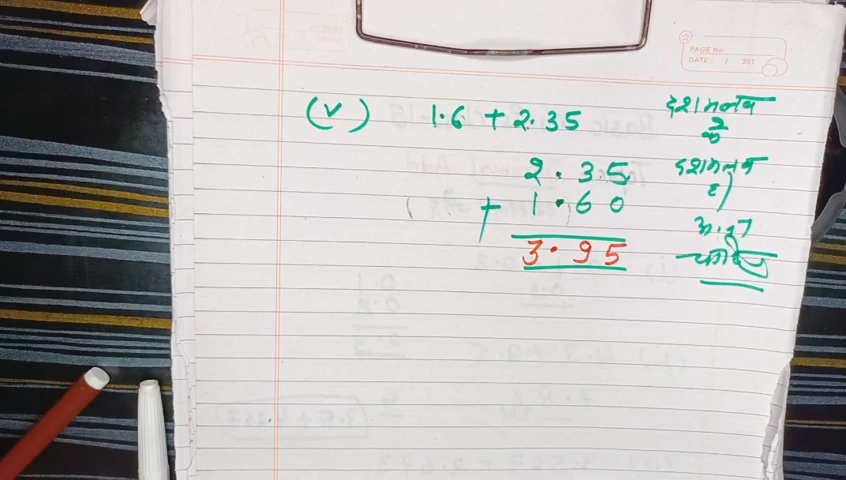 PAGE No
DATE: / 201
(v) 1.6 + 2.35
2.35
+ 1.60
3.95
दशमलव
के
दशमलव